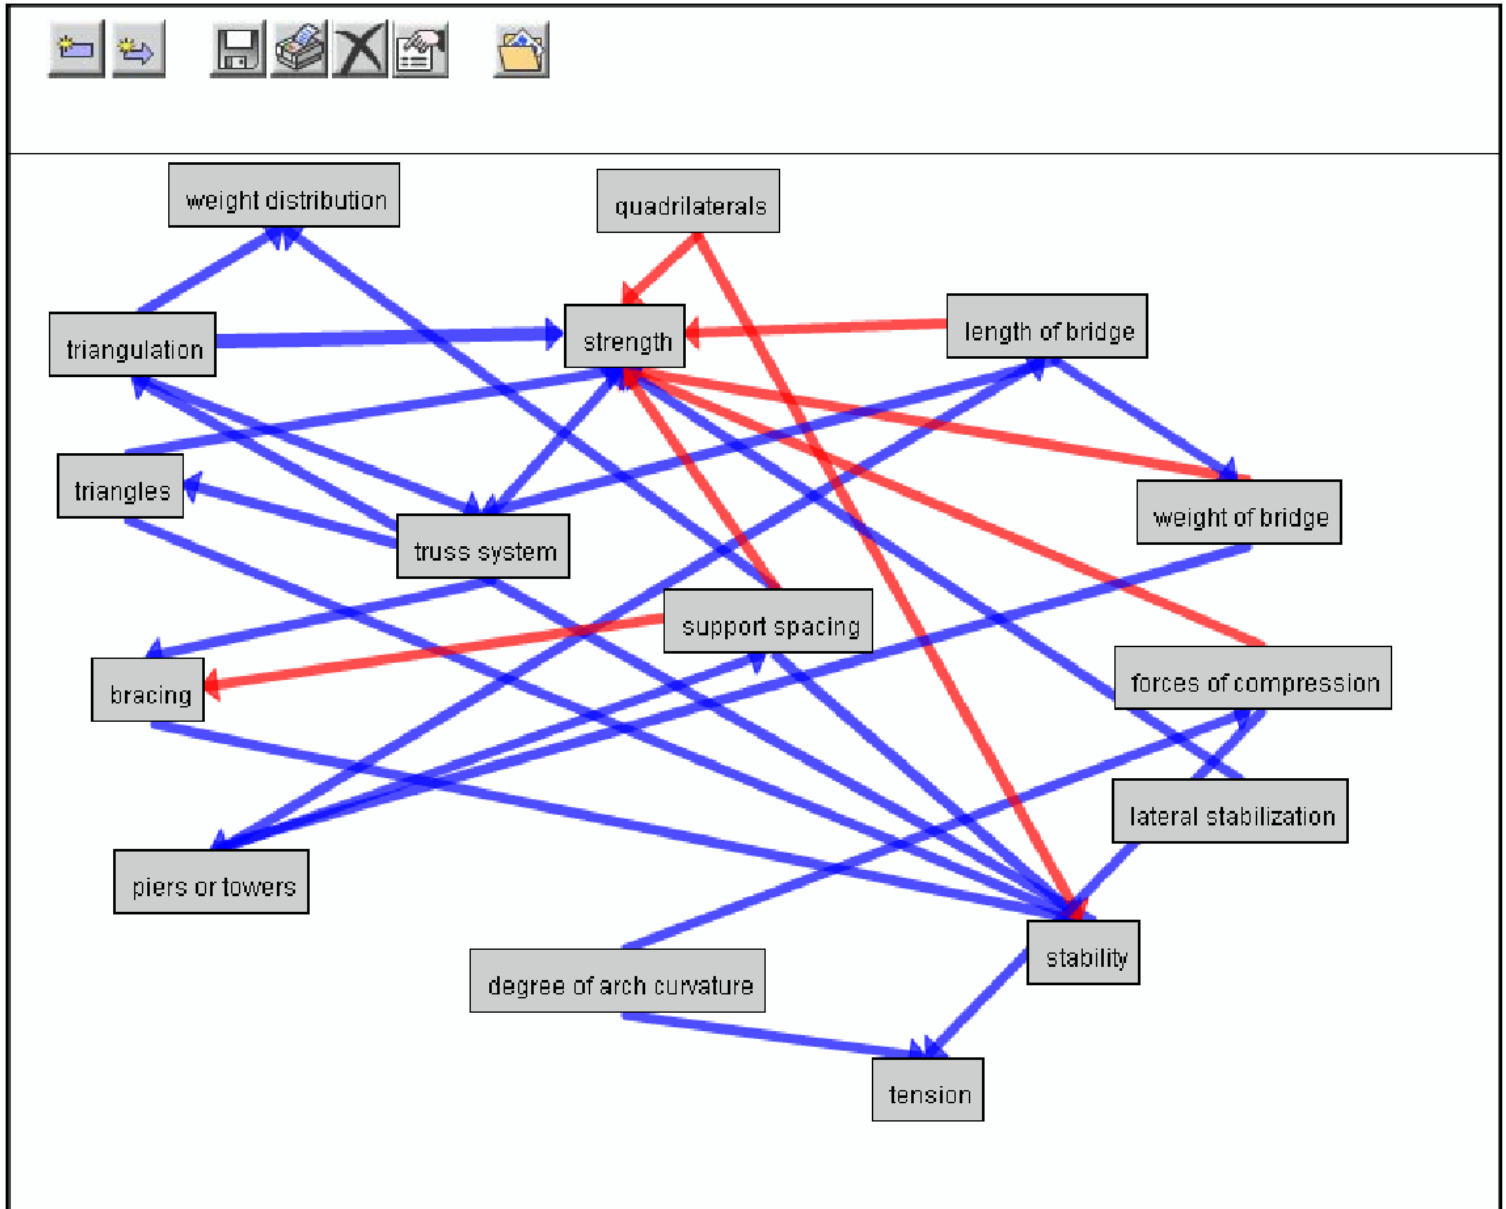 weight distribution
quadrilaterals
length of bridge
strength
triangulation
triangles
weight of bridge
truss system
support spacing
forces of compression
bracing
lateral stabilization
piers or towers
stability
degree of arch curvature
tension